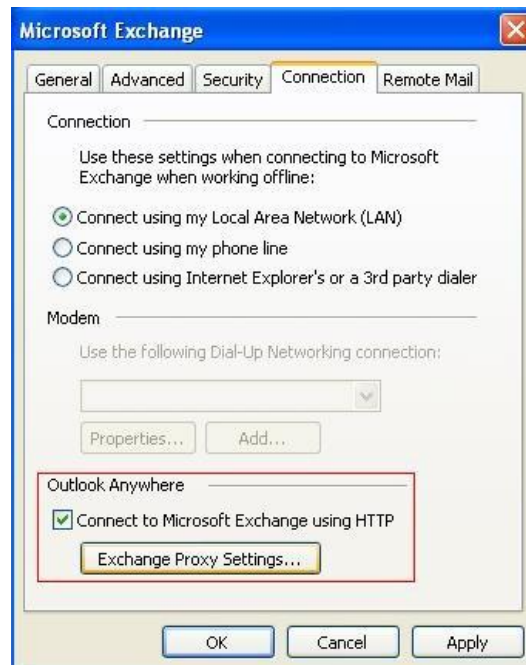 Microsoft Exchange
General Advanced Security Connection Remote Mail
Connection
Use these settings when connecting to Microsoft
Exchange when working offline:
Connect using my Local Area Network (LAN)
Connect using my phone line
Connect using Internet Explorer's or a 3rd party dialer
Modem
Use the following Dial-Up Networking connection:
Properties... Add...
Outlook Anywhere
Connect to Microsoft Exchange using HTTP
Exchange Proxy Settings...
OK Cancel Apply